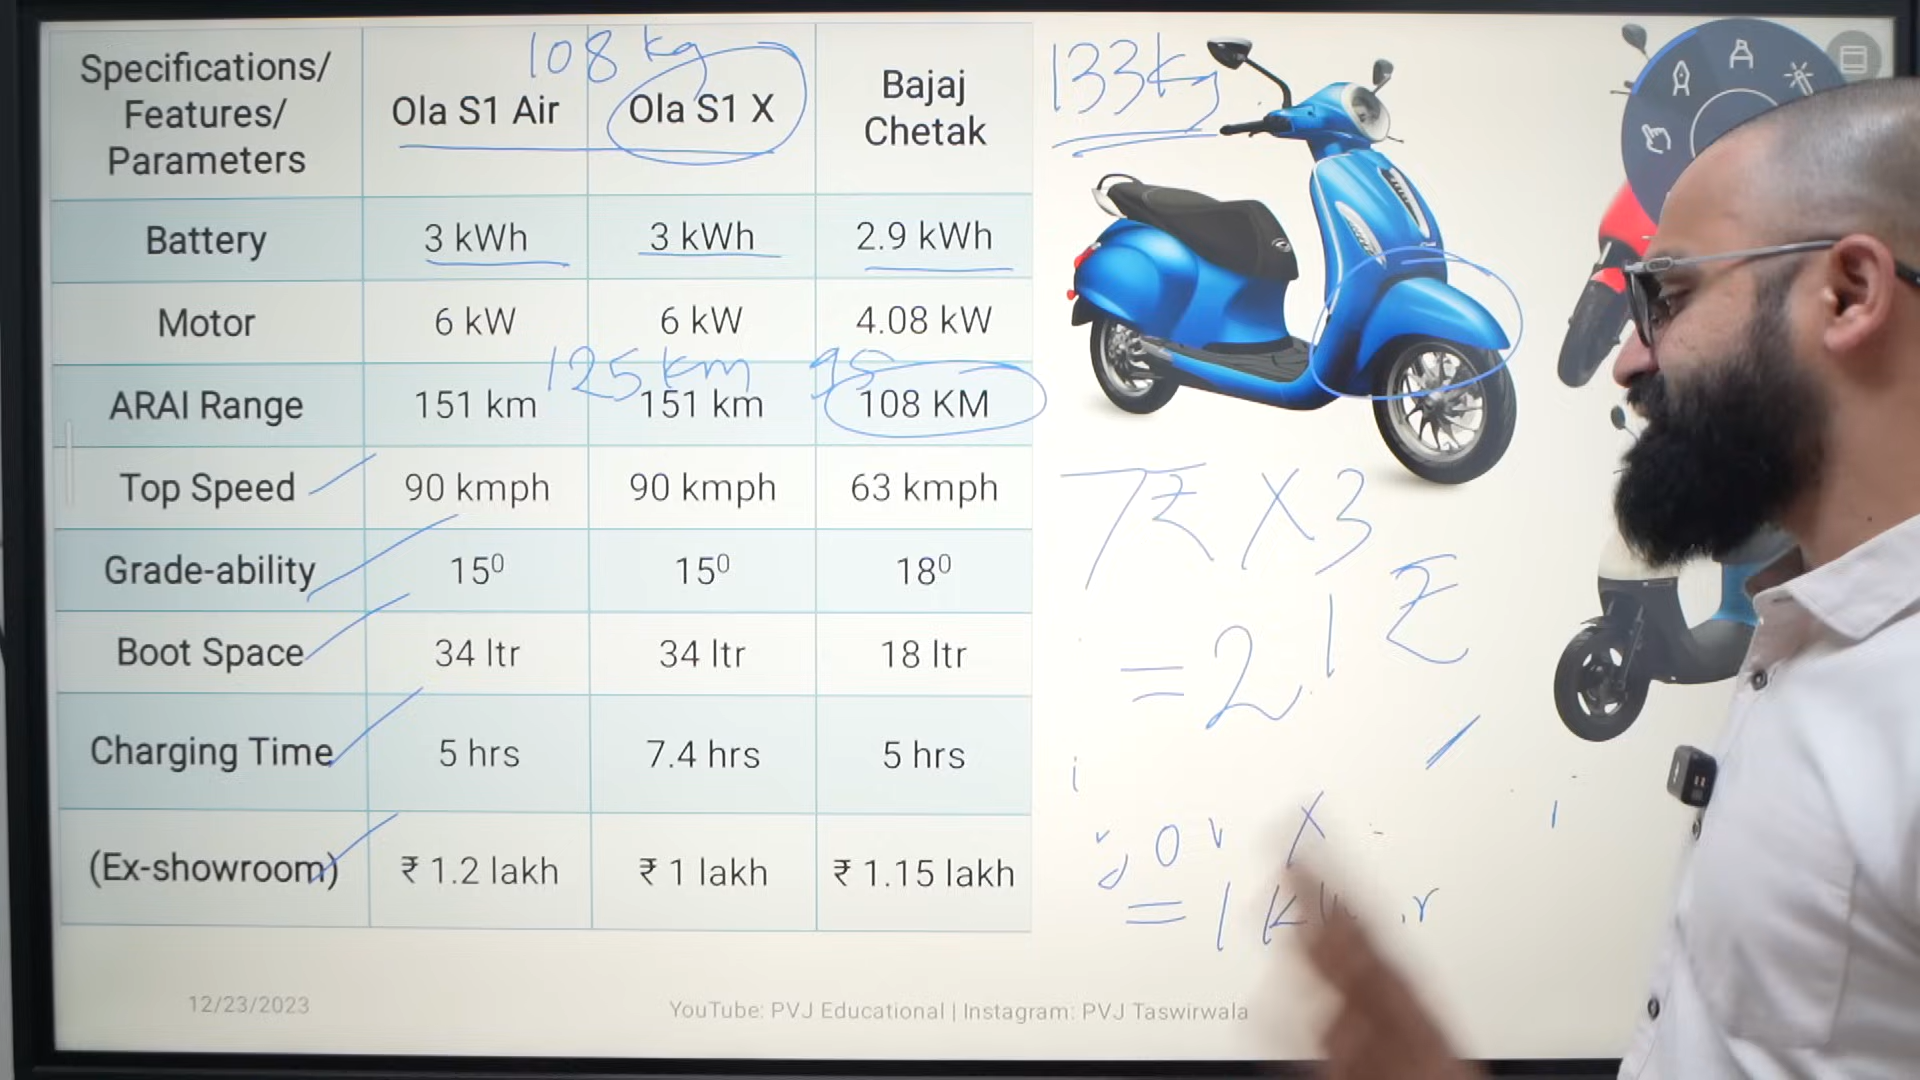 Specifications/
Features/
Parameters
Ola S1 Air
108 kg
Ola S1 X
Bajaj
Chetak
133kg
Battery
3 kWh
3 kWh
2.9 kWh
Motor
6 kW
6 kW
4.08 kW
125 km
95
ARAI Range
151 km
151 km
108 KM
Top Speed
90 kmph
90 kmph
63 kmph
Grade-ability
15⁰
15⁰
18⁰
Boot Space
34 ltr
34 ltr
18 ltr
Charging Time
5 hrs
7.4 hrs
5 hrs
(Ex-showroom)
₹ 1.2 lakh
₹ 1 lakh
₹ 1.15 lakh
7₹ X 3
= 21 ₹
= 1 k
12/23/2023
YouTube: PVJ Educational | Instagram: PVJ Taswirwala